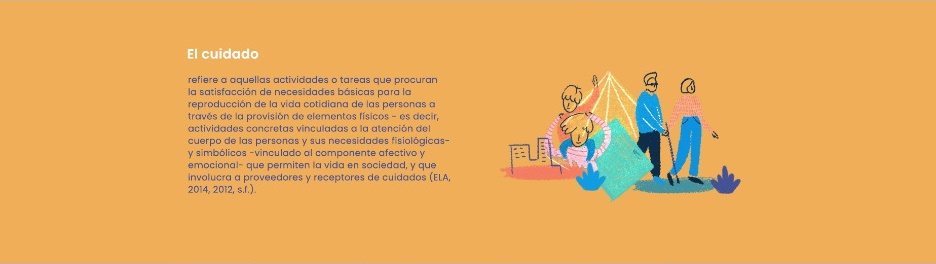 El cuidado
refiere a aquellas actividades o tareas que procuran
la satisfacción de necesidades básicas para la
reproducción de la vida cotidiana de las personas a
través de la provisión de elementos físicos - es decir,
actividades concretas vinculadas a la atención del
cuerpo de las personas y sus necesidades fisiológicas-
y simbólicos -vinculado al componente afectivo y
emocional- que permiten la vida en sociedad, y que
involucra a proveedores y receptores de cuidados (ELA,
2014, 2012, s.f.).